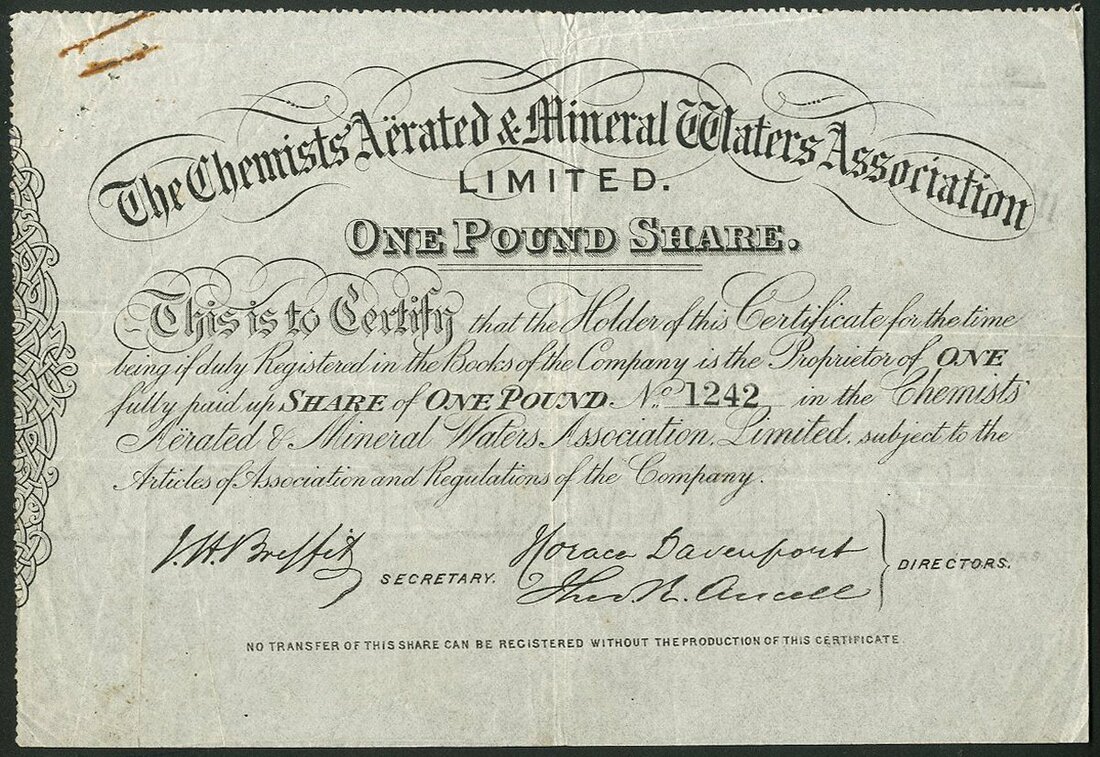 The Chemists' Aërated & Mineral Waters Association
LIMITED.
ONE POUND SHARE.
This is to Certify that the Holder of this Certificate for the time
being if duly Registered in the Books of the Company is the Proprietor of ONE
fully paid up SHARE of ONE POUND. No. 1242 in the Chemists'
Aërated & Mineral Waters Association, Limited, subject to the
Articles of Association and Regulations of the Company.
J. H. Breffit SECRETARY. Horace Davenport
Theo. R. Ancell DIRECTORS.
NO TRANSFER OF THIS SHARE CAN BE REGISTERED WITHOUT THE PRODUCTION OF THIS CERTIFICATE.